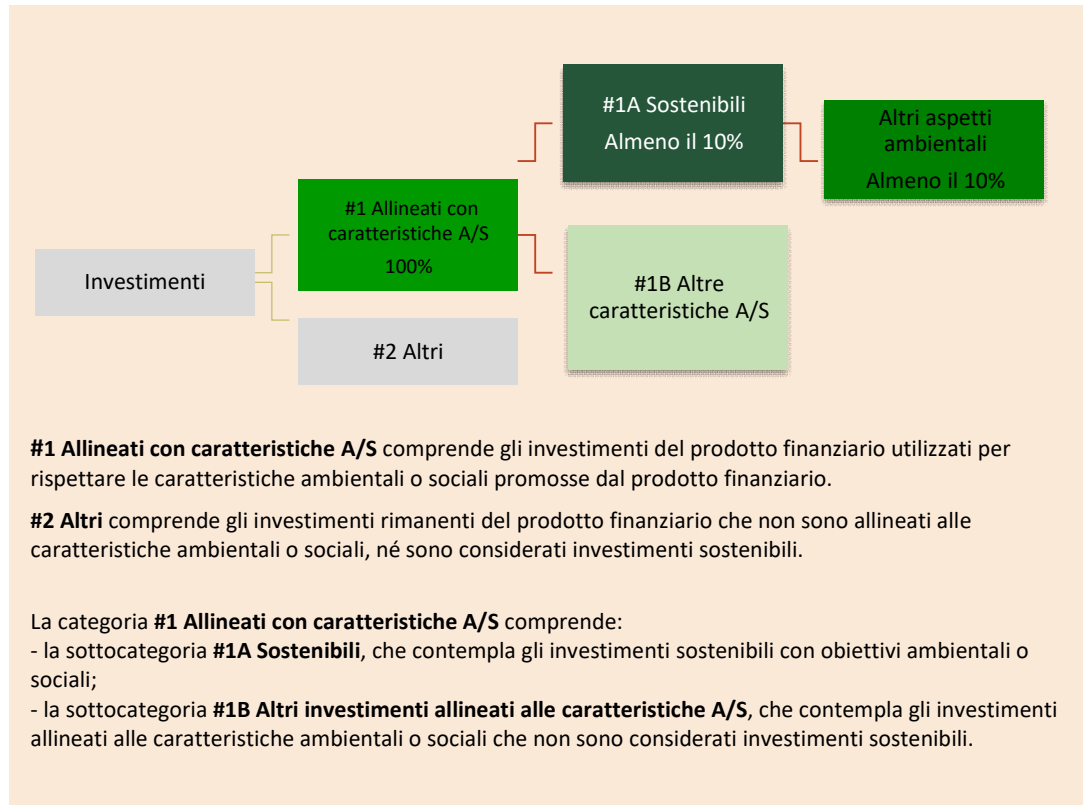 #1A Sostenibili
Almeno il 10%
Altri aspetti
ambientali
Almeno il 10%
#1 Allineati con
caratteristiche A/S
100%
Investimenti
#1B Altre
caratteristiche A/S
#2 Altri
#1 Allineati con caratteristiche A/S comprende gli investimenti del prodotto finanziario utilizzati per
rispettare le caratteristiche ambientali o sociali promosse dal prodotto finanziario.
#2 Altri comprende gli investimenti rimanenti del prodotto finanziario che non sono allineati alle
caratteristiche ambientali o sociali, né sono considerati investimenti sostenibili.
La categoria #1 Allineati con caratteristiche A/S comprende:
- la sottocategoria #1A Sostenibili, che contempla gli investimenti sostenibili con obiettivi ambientali o
sociali;
- la sottocategoria #1B Altri investimenti allineati alle caratteristiche A/S, che contempla gli investimenti
allineati alle caratteristiche ambientali o sociali che non sono considerati investimenti sostenibili.